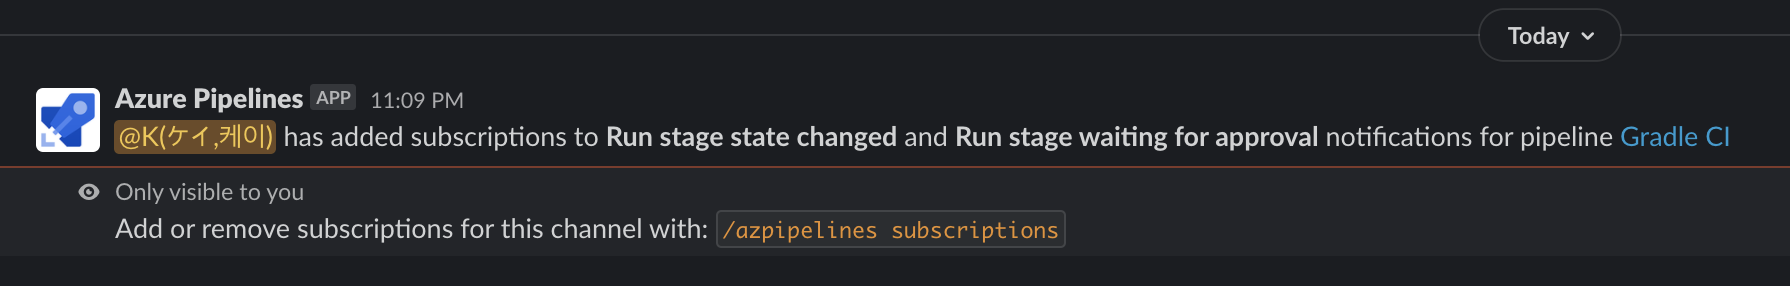 Today
Azure Pipelines APP 11:09 PM
@K(ケイ,케이) has added subscriptions to Run stage state changed and Run stage waiting for approval notifications for pipeline Gradle CI
Only visible to you
Add or remove subscriptions for this channel with: /azpipelines subscriptions